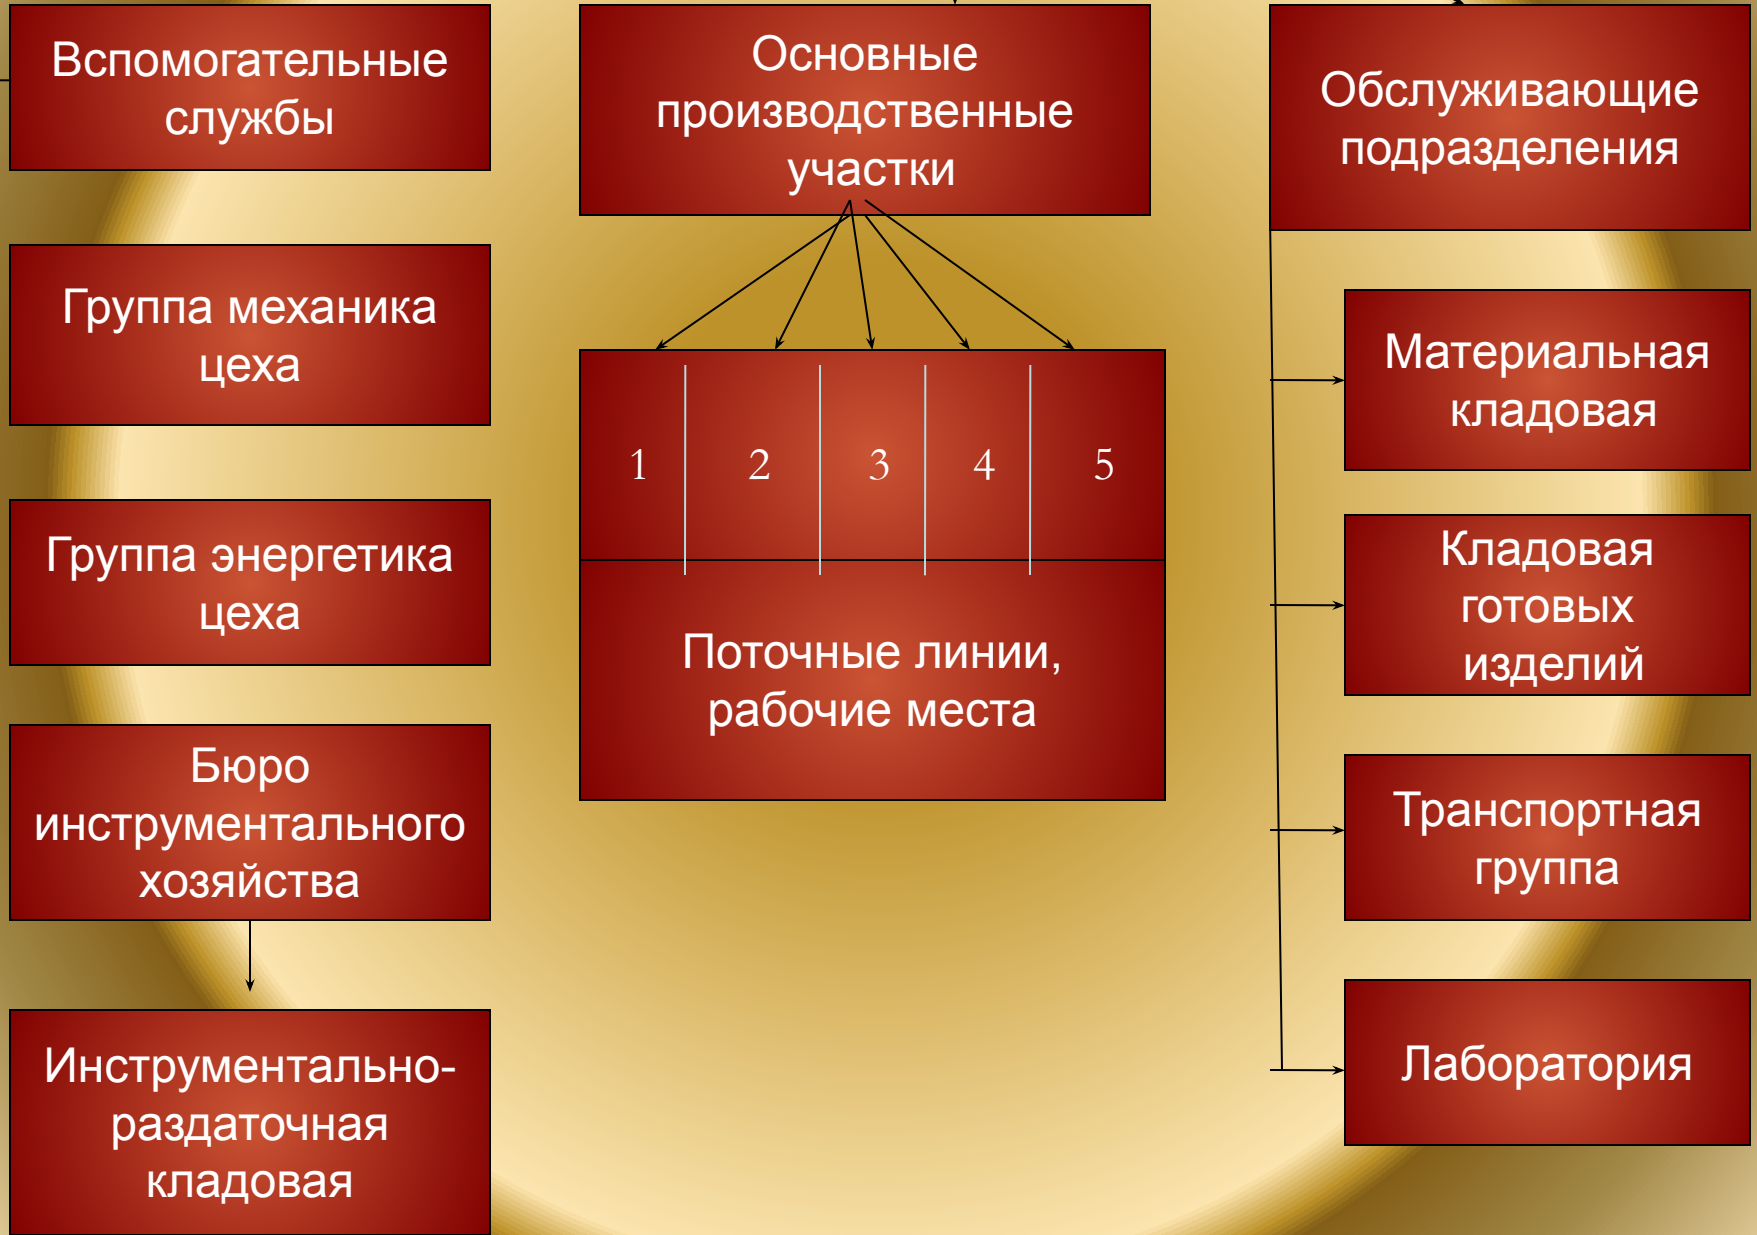 Вспомогательные
службы
Группа механика
цеха
Группа энергетика
цеха
Бюро
инструментального
хозяйства
Инструментально-
раздаточная
кладовая
Основные
производственные
участки
1 2 3 4 5
Поточные линии,
рабочие места
Обслуживающие
подразделения
Материальная
кладовая
Кладовая
готовых
изделий
Транспортная
группа
Лаборатория